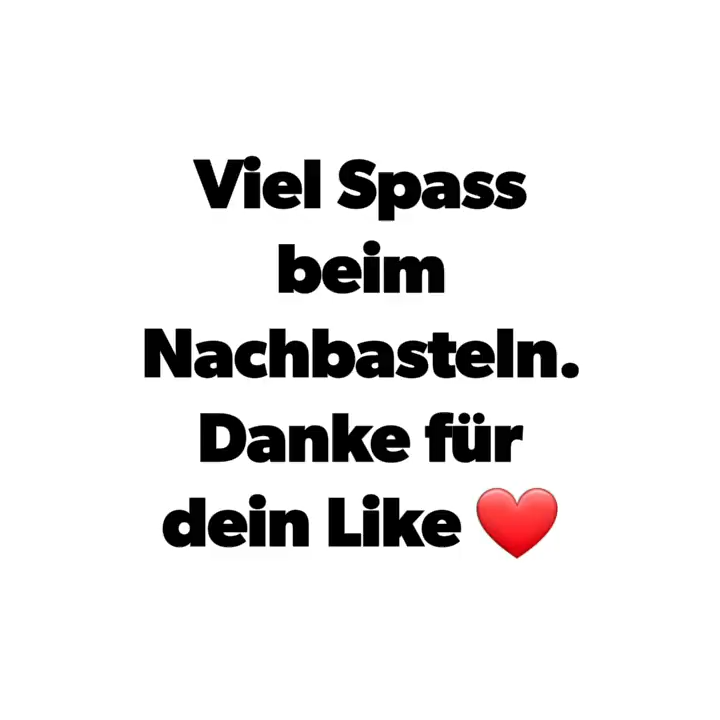 Viel Spass
beim
Nachbasteln.
Danke für
dein Like ❤️